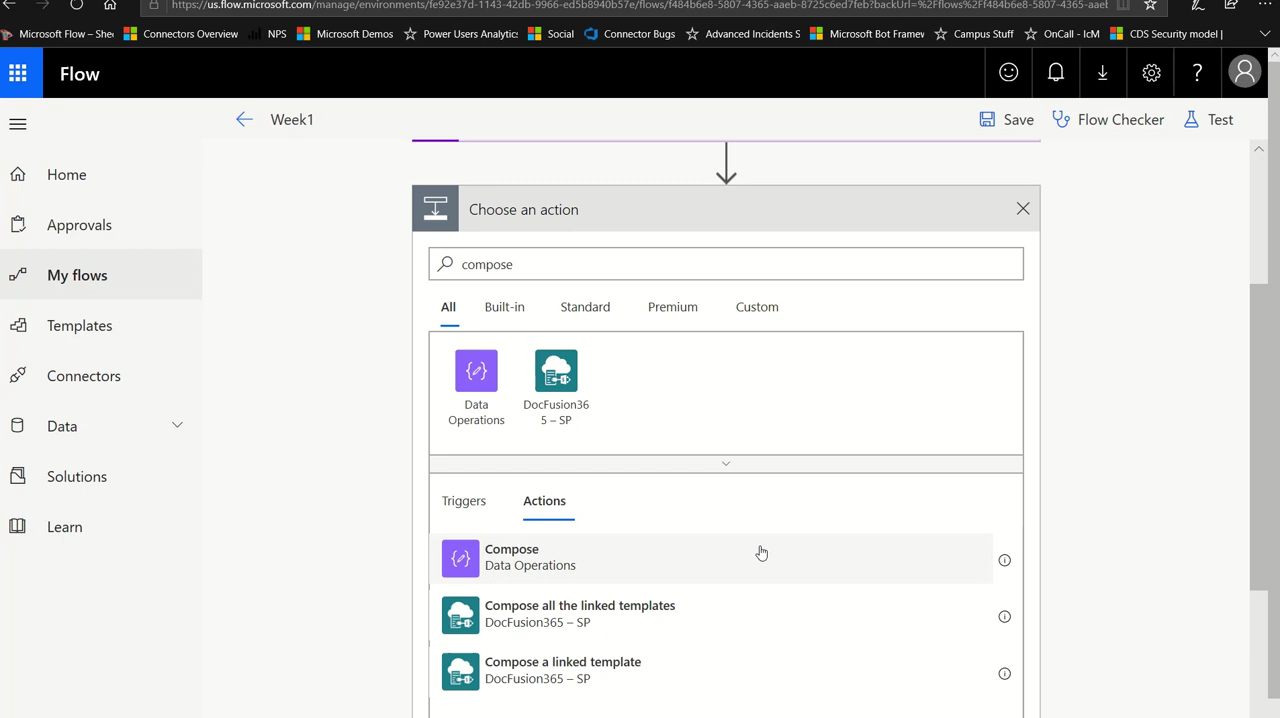 https://us.flow.microsoft.com/manage/environments/fe92e37d-1143-42db-9966-ed5b8940b57e/flows/f484b6e8-5807-4365-aaeb-8725c6ed7feb?backUrl=%2Fflows%2Ff484b6e8-5807-4365-aaeb
Microsoft Flow – She
Connectors Overview
NPS
Microsoft Demos
Power Users Analytics
Social
Connector Bugs
Advanced Incidents S
Microsoft Bot Framew
Campus Stuff
OnCall - IcM
CDS Security model |
Flow
?
Week1
Save
Flow Checker
Test
Home
Approvals
My flows
Templates
Connectors
Data
Solutions
Learn
Choose an action
compose
All
Built-in
Standard
Premium
Custom
Data
Operations
DocFusion36
5 – SP
Triggers
Actions
Compose
Data Operations
Compose all the linked templates
DocFusion365 – SP
Compose a linked template
DocFusion365 – SP